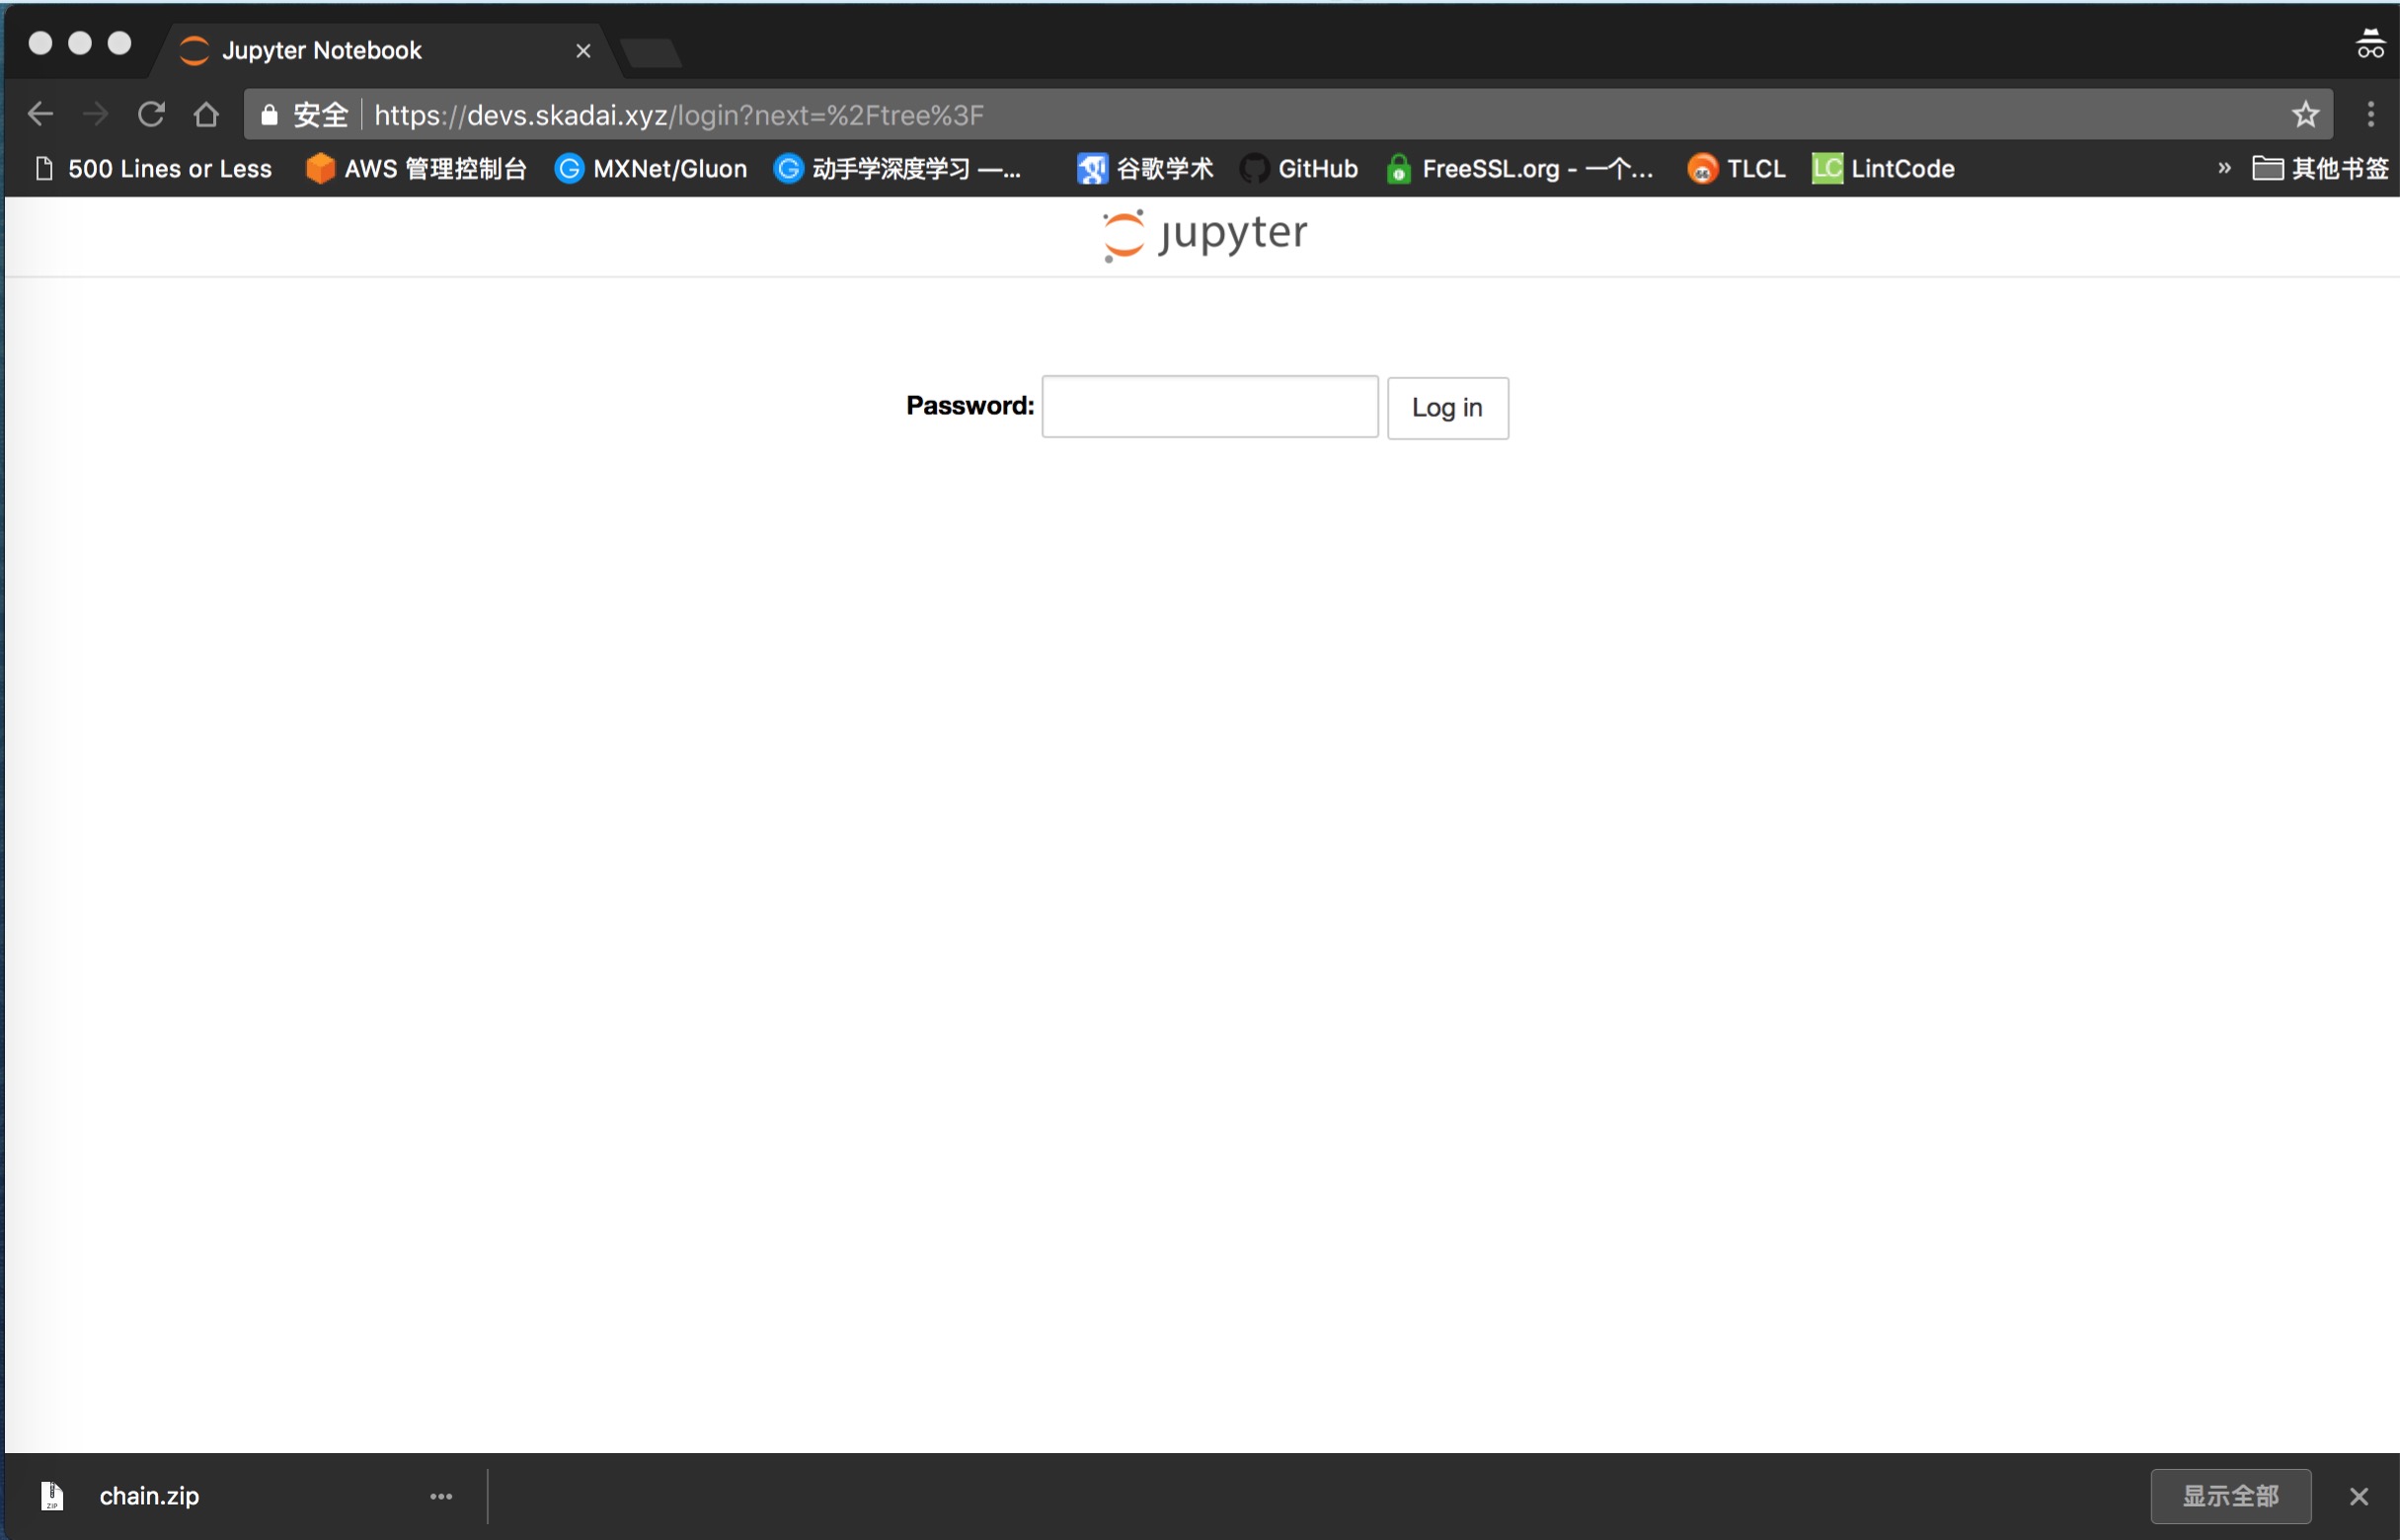 Jupyter Notebook
安全 https://devs.skadai.xyz/login?next=%2Ftree%3F
500 Lines or Less AWS 管理控制台 MXNet/Gluon 动手学深度学习 —... 谷歌学术 GitHub FreeSSL.org - 一个... TLCL LC LintCode » 其他书签
jupyter
Password: Log in
ZIP chain.zip 显示全部